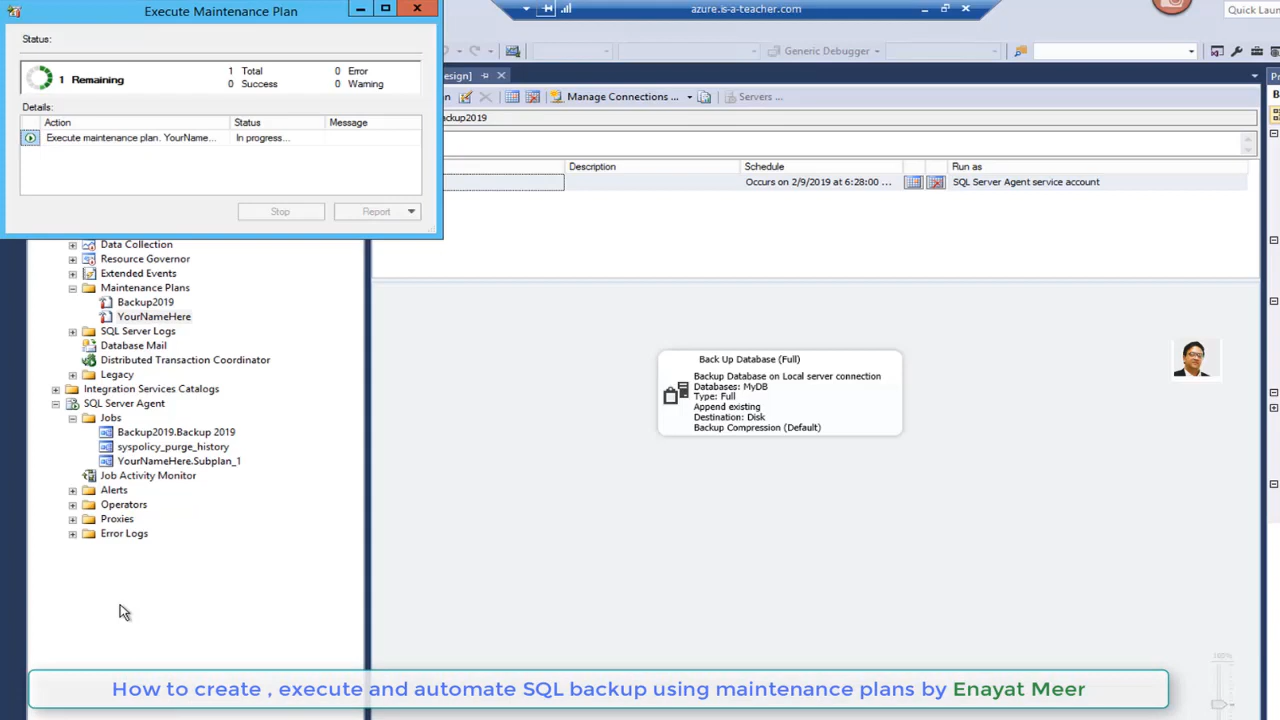 Execute Maintenance Plan
azure.is-a-teacher.com
Status:
1 Remaining
1 Total
0 Success
0 Error
0 Warning
Details:
Action Status Message
Execute maintenance plan. YourName... In progress...
Stop Report
Generic Debugger
esign]
Manage Connections ...
Servers ...
ackup2019
Description Schedule Run as
Occurs on 2/9/2019 at 6:28:00 ... SQL Server Agent service account
Data Collection
Resource Governor
Extended Events
Maintenance Plans
Backup2019
YourNameHere
SQL Server Logs
Database Mail
Distributed Transaction Coordinator
Legacy
Integration Services Catalogs
SQL Server Agent
Jobs
Backup2019.Backup 2019
syspolicy_purge_history
YourNameHere.Subplan_1
Job Activity Monitor
Alerts
Operators
Proxies
Error Logs
Back Up Database (Full)
Backup Database on Local server connection
Databases: MyDB
Type: Full
Append existing
Destination: Disk
Backup Compression (Default)
100%
How to create , execute and automate SQL backup using maintenance plans by Enayat Meer